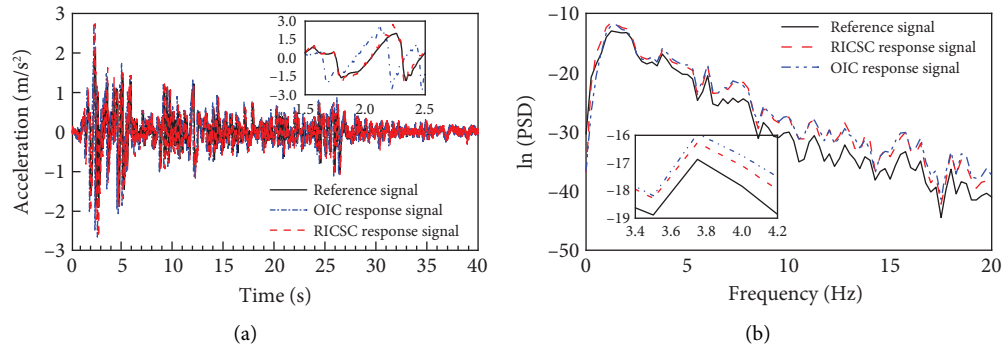 3.0
1.5
0.0
−1.5
−3.0
1.5 2.0 2.5
3
2
1
0
−1
−2
−3
Acceleration (m/s²)
Reference signal
OIC response signal
RICSC response signal
0 5 10 15 20 25 30 35 40
Time (s)
(a)
−10
−20
−30
−40
−50
ln (PSD)
Reference signal
RICSC response signal
OIC response signal
−16
−17
−18
−19
3.4 3.6 3.8 4.0 4.2
0 5 10 15 20
Frequency (Hz)
(b)